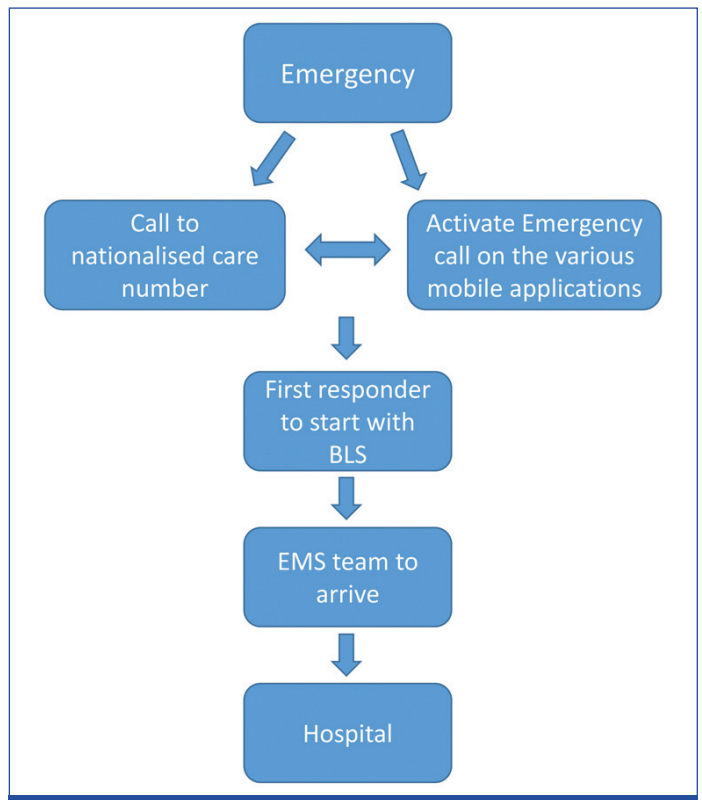 Emergency
Call to
nationalised care
number
Activate Emergency
call on the various
mobile applications
First responder
to start with
BLS
EMS team to
arrive
Hospital